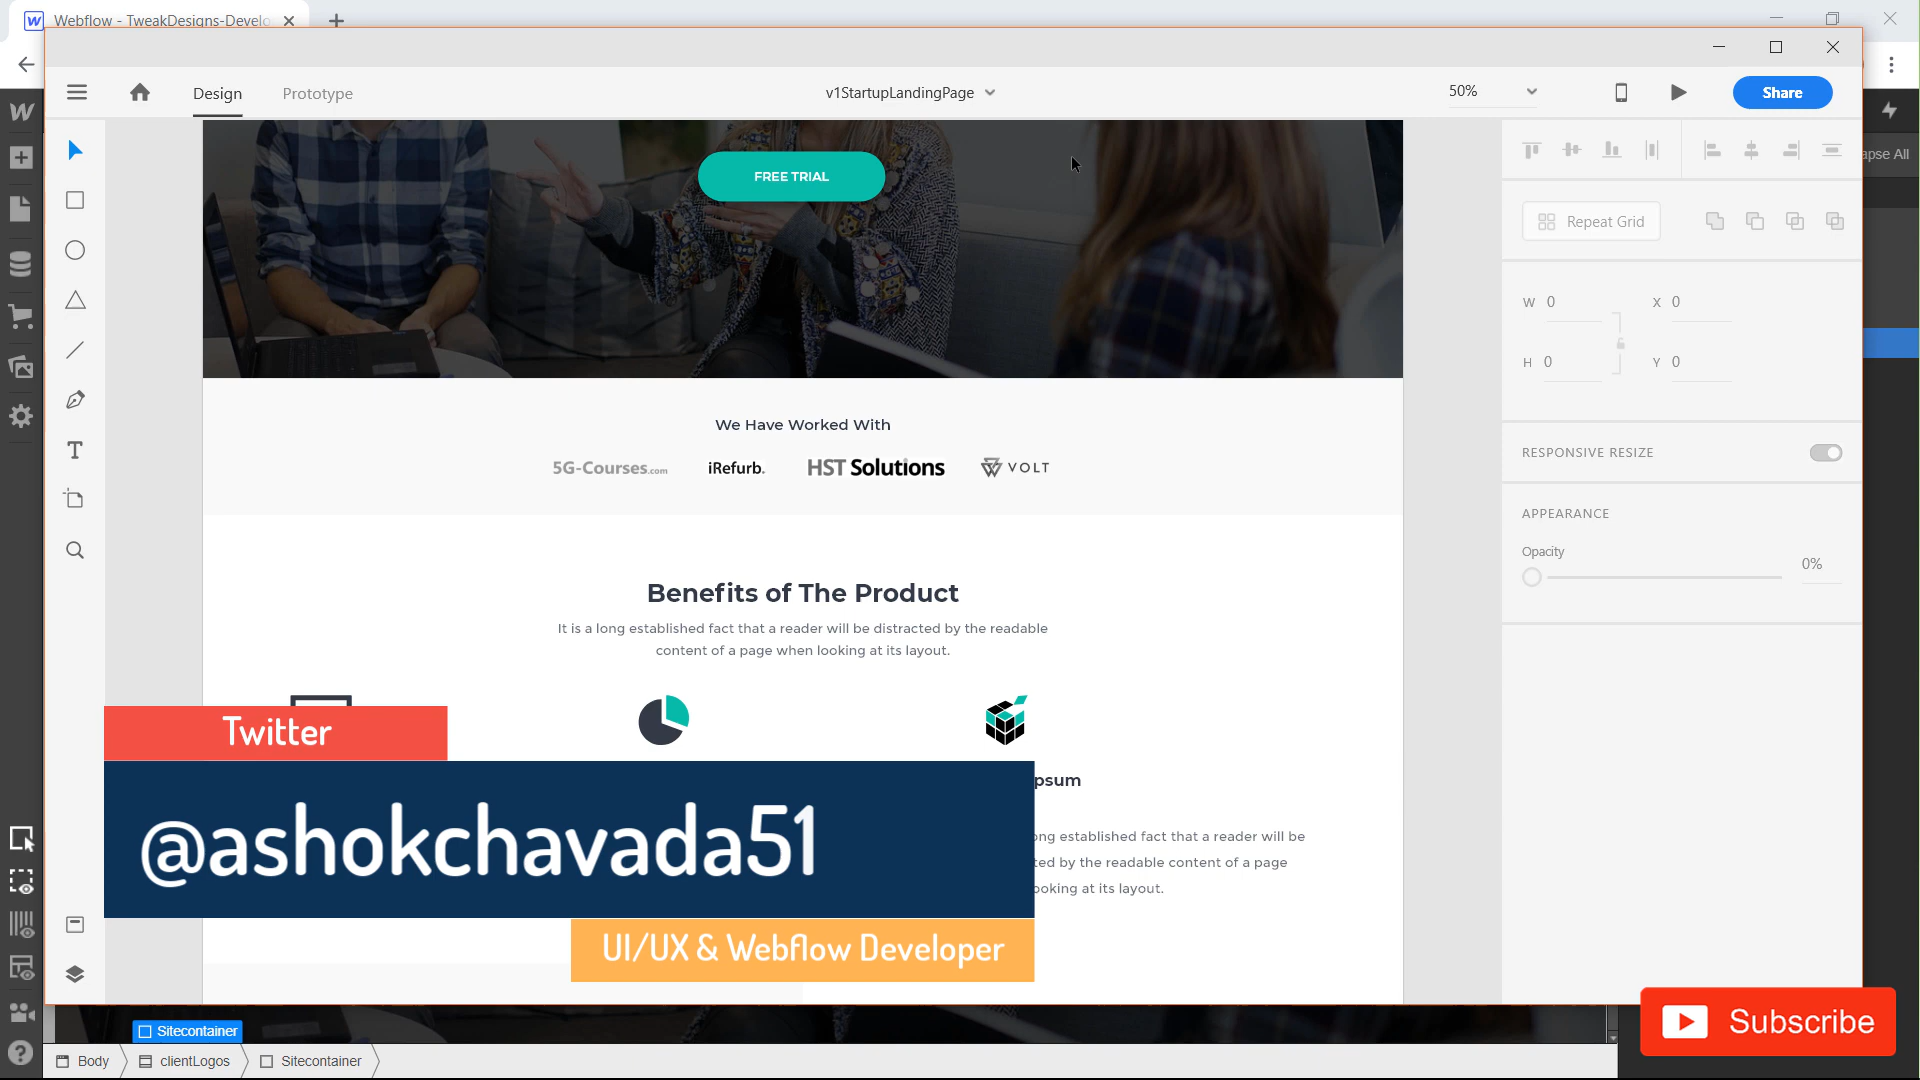 Webflow - TweakDesigns-Develo
Design
Prototype
v1StartupLandingPage
50%
Share
apse All
FREE TRIAL
Repeat Grid
W 0
X 0
H 0
Y 0
We Have Worked With
5G-Courses.com
iRefurb.
HST Solutions
VOLT
RESPONSIVE RESIZE
APPEARANCE
Opacity
0%
Benefits of The Product
It is a long established fact that a reader will be distracted by the readable
content of a page when looking at its layout.
Twitter
psum
@ashokchavada51
ong established fact that a reader will be
ted by the readable content of a page
ooking at its layout.
UI/UX & Webflow Developer
Subscribe
Sitecontainer
Body
clientLogos
Sitecontainer